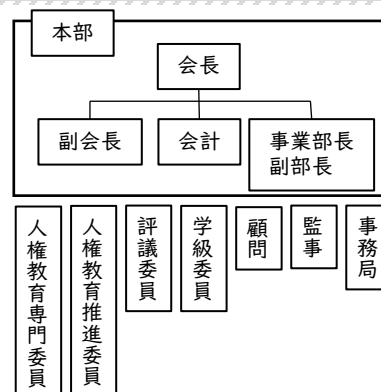 本部
会長
副会長
会計
事業部長
副部長
人権教育専門委員
人権教育推進委員
評議委員
学級委員
顧問
監事
事務局